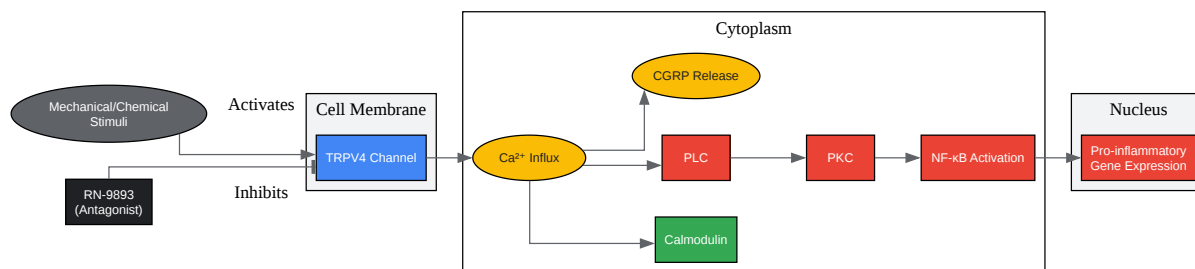 Cytoplasm
CGRP Release
Mechanical/Chemical
Stimuli
Activates
Cell Membrane
Nucleus
TRPV4 Channel
Ca²⁺ Influx
PLC
PKC
NF-κB Activation
Pro-inflammatory
Gene Expression
RN-9893
(Antagonist)
Inhibits
Calmodulin